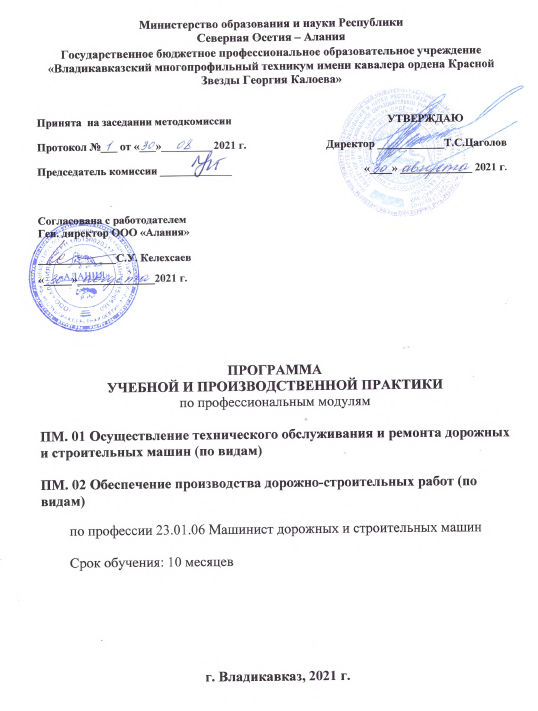 Министерство образования и науки Республики
Северная Осетия – Алания
Государственное бюджетное профессиональное образовательное учреждение
«Владикавказский многопрофильный техникум имени кавалера ордена Красной
Звезды Георгия Калоева»
Принята на заседании методкомиссии
Протокол № 1 от «30» 08 2021 г.
Председатель комиссии
УТВЕРЖДАЮ
Директор Т.С.Цаголов
«30» августа 2021 г.
Согласована с работодателем
Ген. директор ООО «Алания»
С.У. Келехсаев
«30» августа 2021 г.
«АЛАНИЯ»
ПРОГРАММА
УЧЕБНОЙ И ПРОИЗВОДСТВЕННОЙ ПРАКТИКИ
по профессиональным модулям
ПМ. 01 Осуществление технического обслуживания и ремонта дорожных
и строительных машин (по видам)
ПМ. 02 Обеспечение производства дорожно-строительных работ (по
видам)
по профессии 23.01.06 Машинист дорожных и строительных машин
Срок обучения: 10 месяцев
г. Владикавказ, 2021 г.